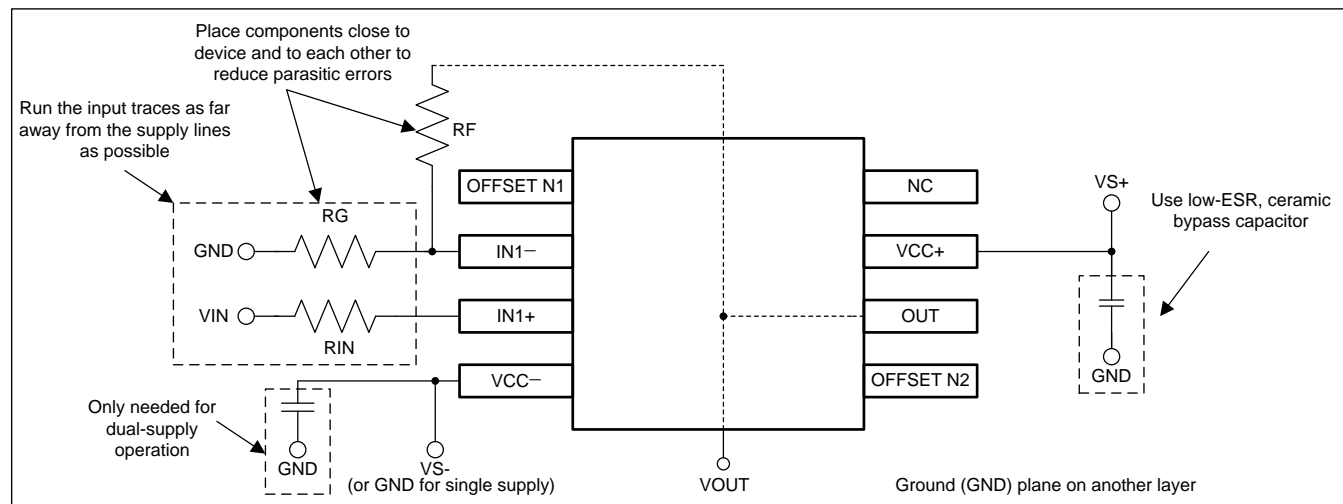 Place components close to
device and to each other to
reduce parasitic errors
Run the input traces as far
away from the supply lines
as possible
RF
OFFSET N1
NC
VS+
Use low-ESR, ceramic
bypass capacitor
RG
GND
IN1−
VCC+
VIN
IN1+
OUT
RIN
VCC−
OFFSET N2
GND
Only needed for
dual-supply
operation
GND
VS-
(or GND for single supply)
VOUT
Ground (GND) plane on another layer